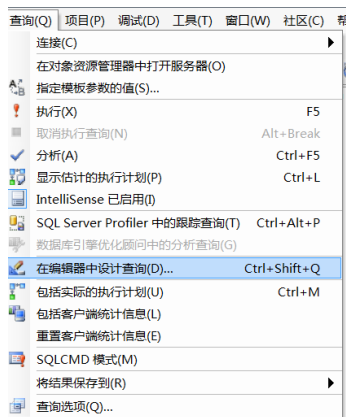 查询(Q) 项目(P) 调试(D) 工具(T) 窗口(W) 社区(C)
连接(C)
在对象资源管理器中打开服务器(O)
指定模板参数的值(S)...
执行(X) F5
取消执行查询(N) Alt+Break
分析(A) Ctrl+F5
显示估计的执行计划(P) Ctrl+L
IntelliSense 已启用(I)
SQL Server Profiler 中的跟踪查询(T) Ctrl+Alt+P
数据库引擎优化顾问中的分析查询(G)
在编辑器中设计查询(D)... Ctrl+Shift+Q
包括实际的执行计划(U) Ctrl+M
包括客户端统计信息(L)
重置客户端统计信息(E)
SQLCMD 模式(M)
将结果保存到(R)
查询选项(Q)...